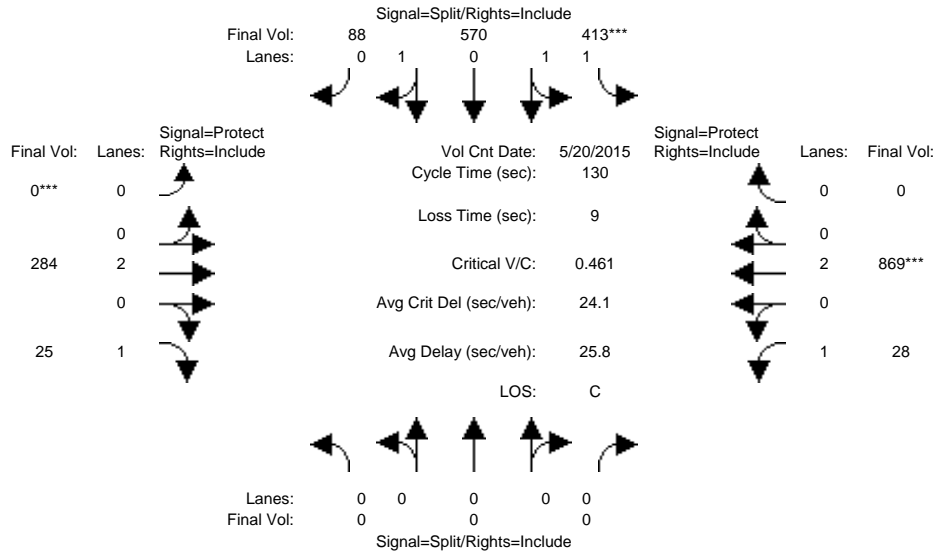 Signal=Split/Rights=Include
Final Vol: 88 570 413***
Lanes: 0 1 0 1 1
Signal=Protect Signal=Protect
Final Vol: Lanes: Rights=Include Vol Cnt Date: 5/20/2015 Rights=Include Lanes: Final Vol:
Cycle Time (sec): 130
0*** 0 0 0
Loss Time (sec): 9
0 0
284 2 Critical V/C: 0.461 2 869***
0 Avg Crit Del (sec/veh): 24.1 0
25 1 Avg Delay (sec/veh): 25.8 1 28
LOS: C
Lanes: 0 0 0 0 0
Final Vol: 0 0 0
Signal=Split/Rights=Include